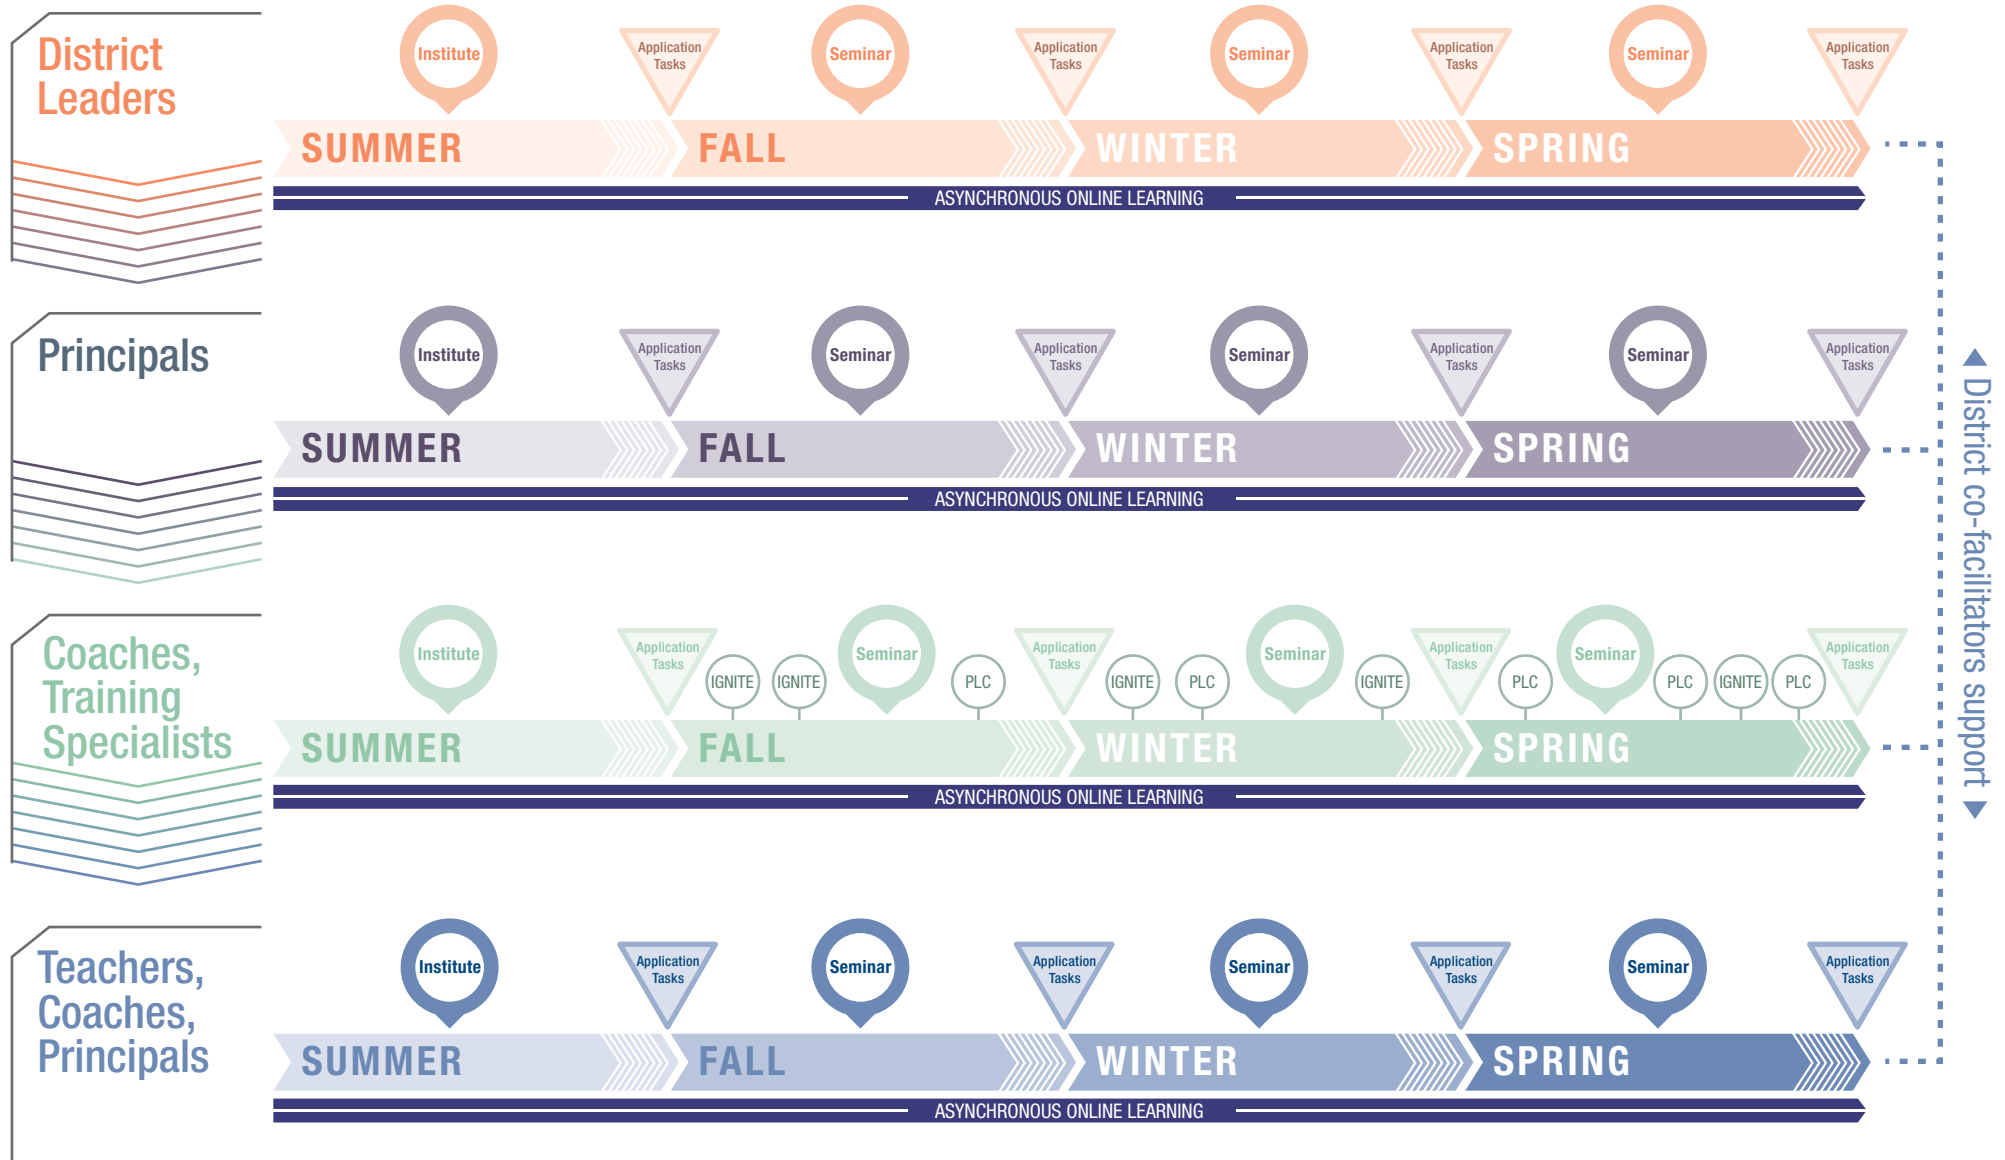 District
Leaders
Institute
Application
Tasks
Seminar
Application
Tasks
Seminar
Application
Tasks
Seminar
Application
Tasks
SUMMER
FALL
WINTER
SPRING
ASYNCHRONOUS ONLINE LEARNING
Principals
Institute
Application
Tasks
Seminar
Application
Tasks
Seminar
Application
Tasks
Seminar
Application
Tasks
SUMMER
FALL
WINTER
SPRING
ASYNCHRONOUS ONLINE LEARNING
Coaches,
Training
Specialists
Institute
Application
Tasks
IGNITE
IGNITE
Seminar
PLC
Application
Tasks
IGNITE
PLC
Seminar
IGNITE
Application
Tasks
PLC
Seminar
PLC
IGNITE
PLC
Application
Tasks
SUMMER
FALL
WINTER
SPRING
ASYNCHRONOUS ONLINE LEARNING
Teachers,
Coaches,
Principals
Institute
Application
Tasks
Seminar
Application
Tasks
Seminar
Application
Tasks
Seminar
Application
Tasks
SUMMER
FALL
WINTER
SPRING
ASYNCHRONOUS ONLINE LEARNING
District co-facilitators support